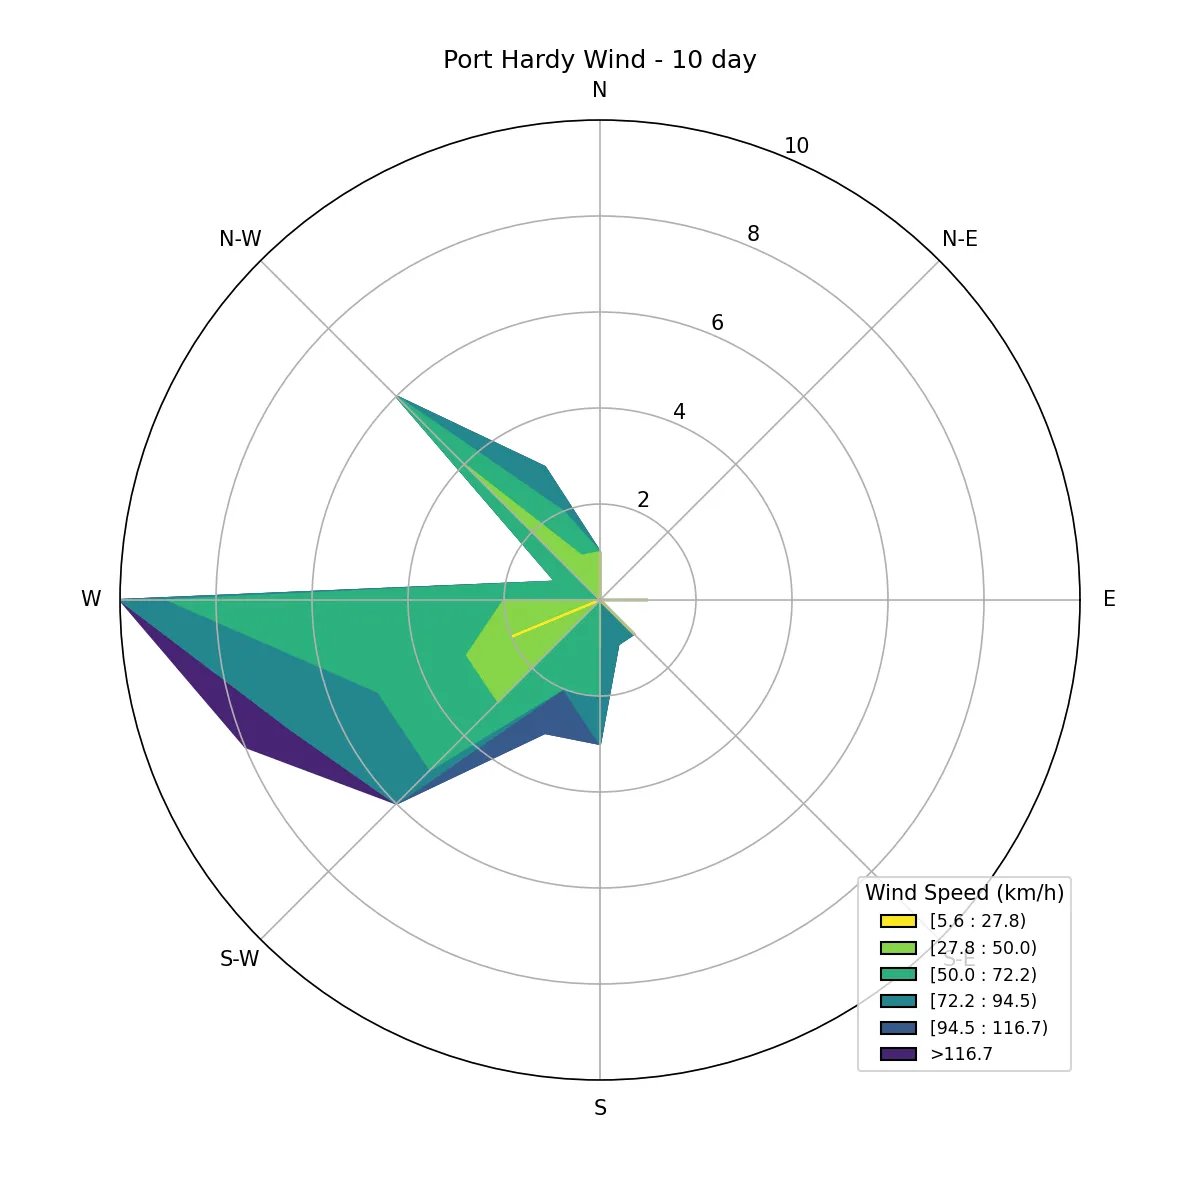 Port Hardy Wind - 10 day
N
10
N-W
N-E
8
6
4
2
W
E
S-W
S-E
Wind Speed (km/h)
[5.6 : 27.8)
[27.8 : 50.0)
[50.0 : 72.2)
[72.2 : 94.5)
[94.5 : 116.7)
>116.7
S